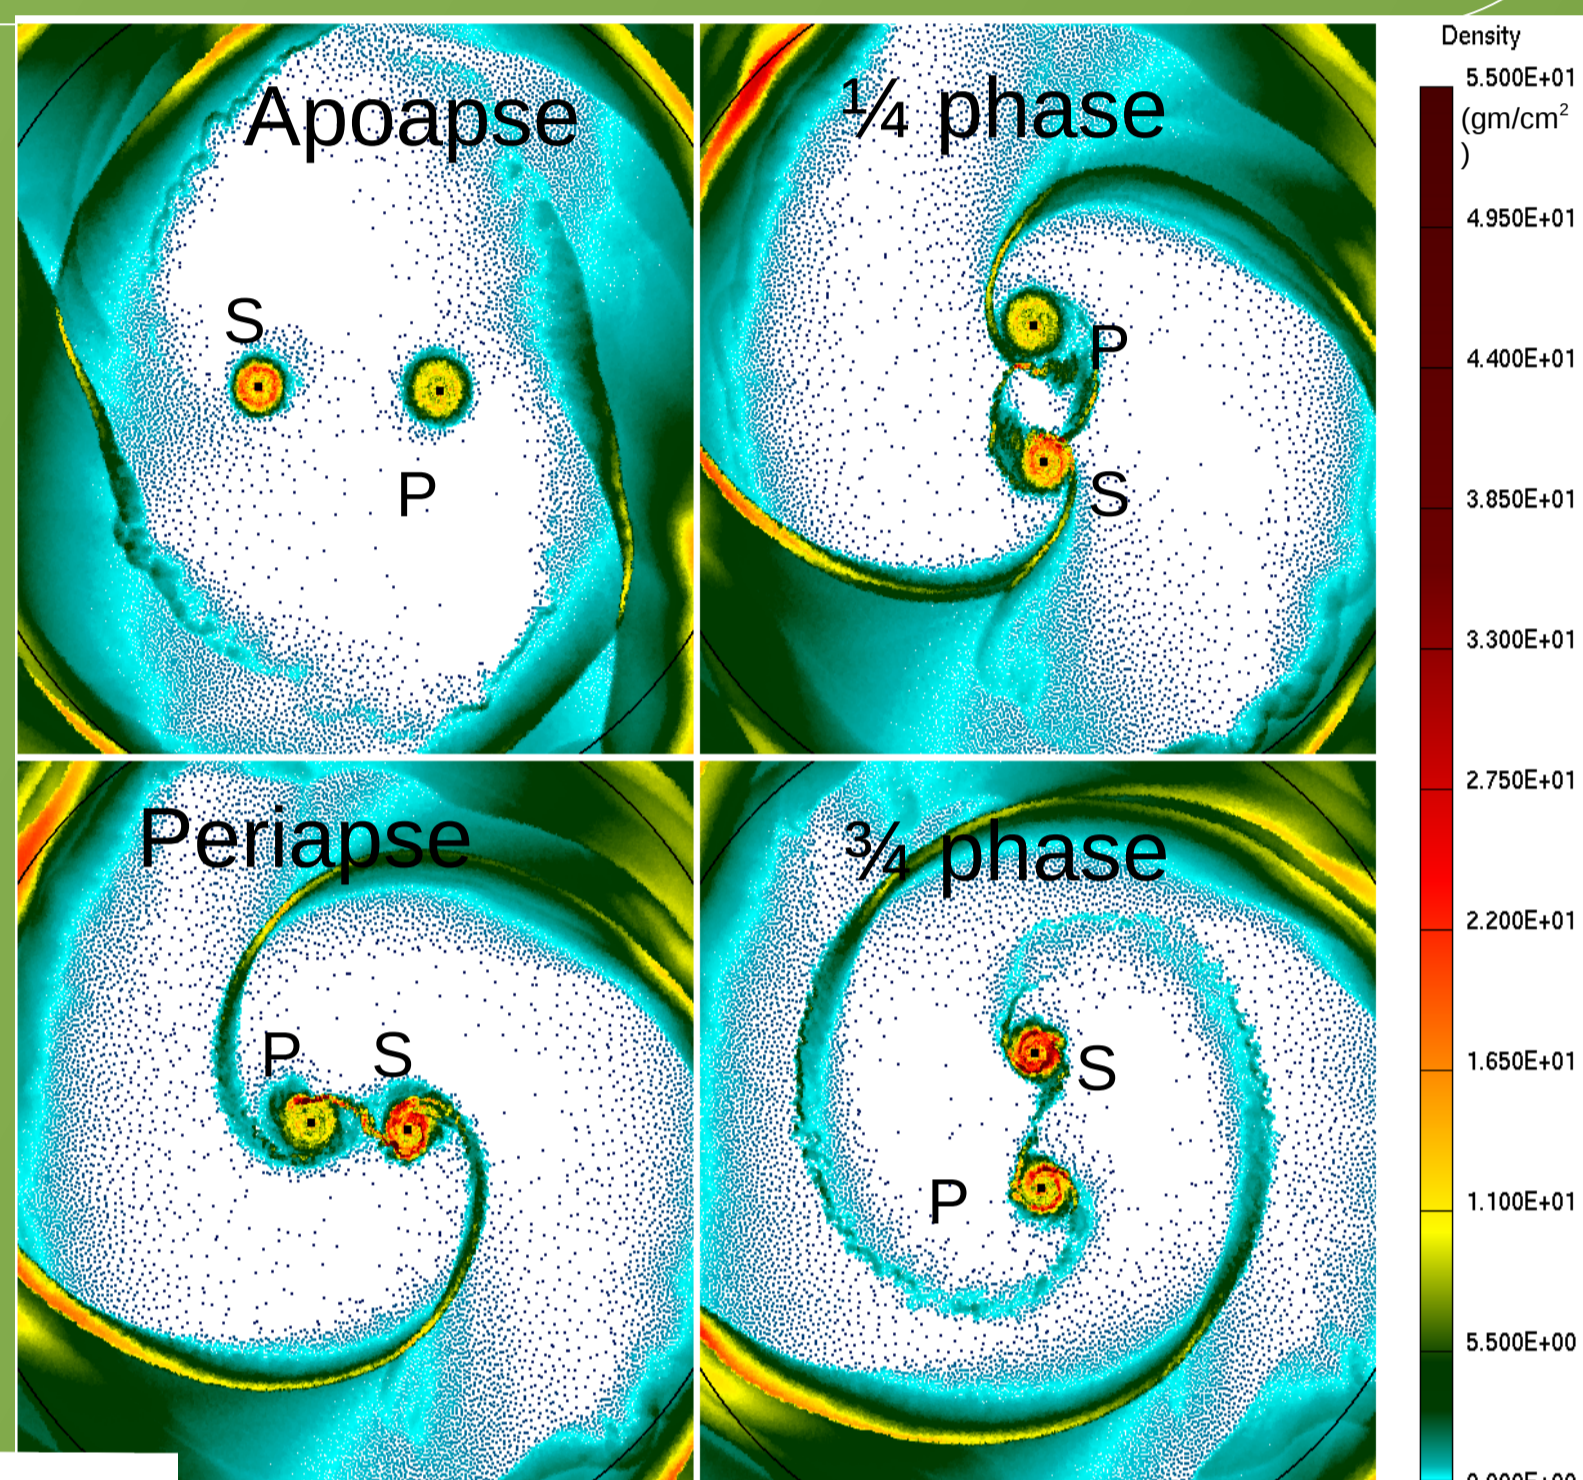 Apoapse
S
P
¼ phase
P
S
Periapse
P S
¾ phase
S
P
Density
5.500E+01
(gm/cm²
)
4.950E+01
4.400E+01
3.850E+01
3.300E+01
2.750E+01
2.200E+01
1.650E+01
1.100E+01
5.500E+00